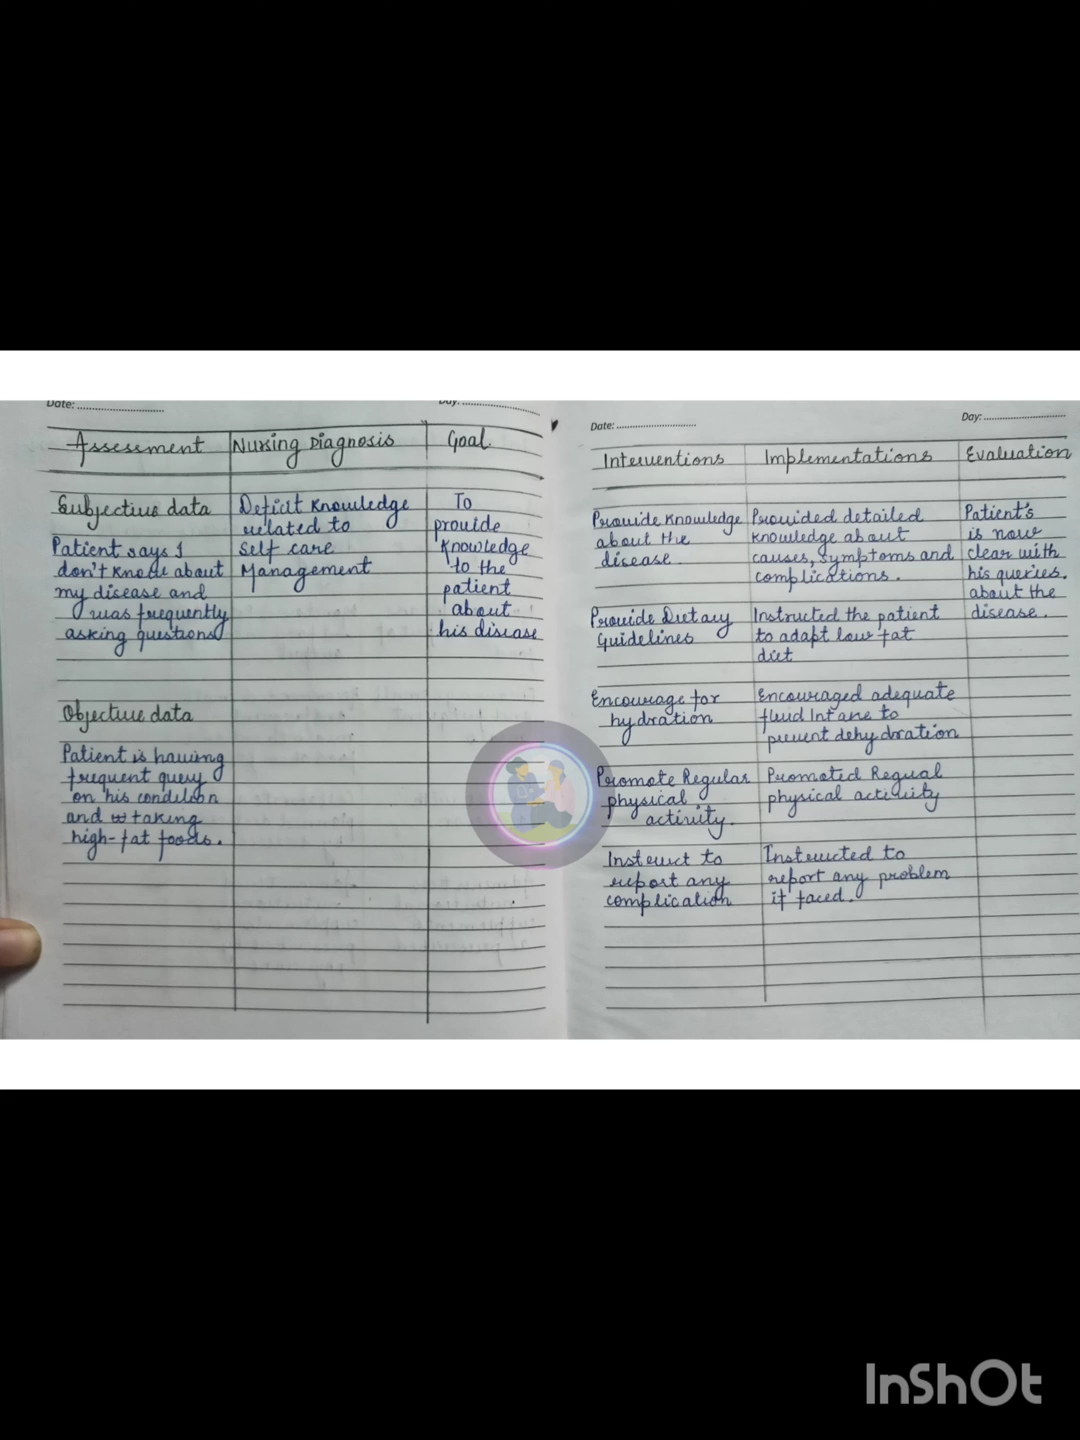 Date: ........................
Day: ........................
Assessment
Nursing Diagnosis
Goal
Subjective data
Patient says I
don't know about
my disease and
was frequently
asking questions
Objective data
Patient is having
frequent query
on his condition
and taking
high-fat foods.
Deficit Knowledge
related to
self care
Management
To
provide
knowledge
to the
patient
about
his disease
Date: ........................
Day: ........................
Interventions
Implementations
Evaluation
Provide Knowledge
about the
disease.
Provide Dietary
Guidelines
Encourage for
hydration
Promote Regular
physical
activity.
Instruct to
report any
complication
Provided detailed
knowledge about
causes, symptoms and
complications.
Instructed the patient
to adapt low fat
diet
Encouraged adequate
fluid Intake to
prevent dehydration
Promoted Regual
physical activity
Instructed to
report any problem
if faced.
Patient's
is now
clear with
his queries.
about the
disease.
InShOt